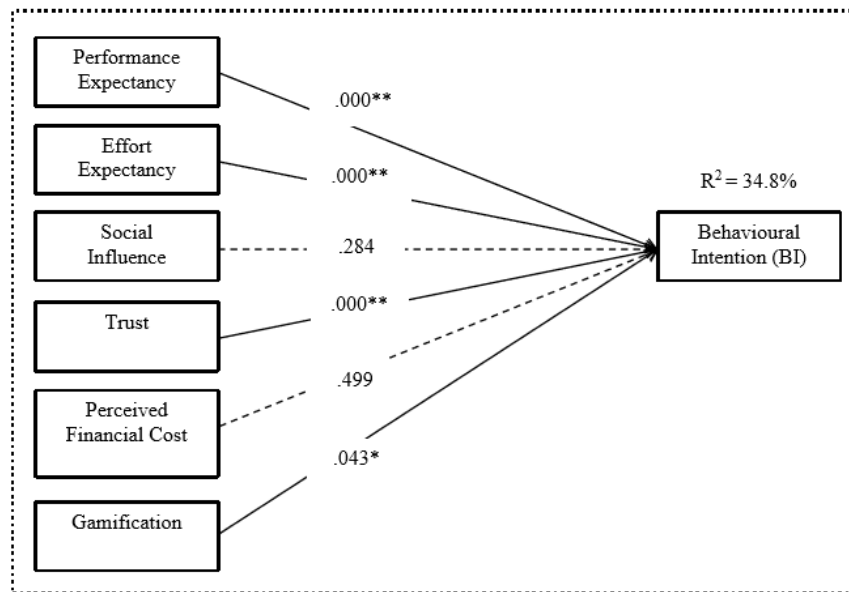 Performance
Expectancy
.000**
Effort
Expectancy
.000**
R² = 34.8%
Social
Influence
.284
Behavioural
Intention (BI)
.000**
Trust
.499
Perceived
Financial Cost
.043*
Gamification